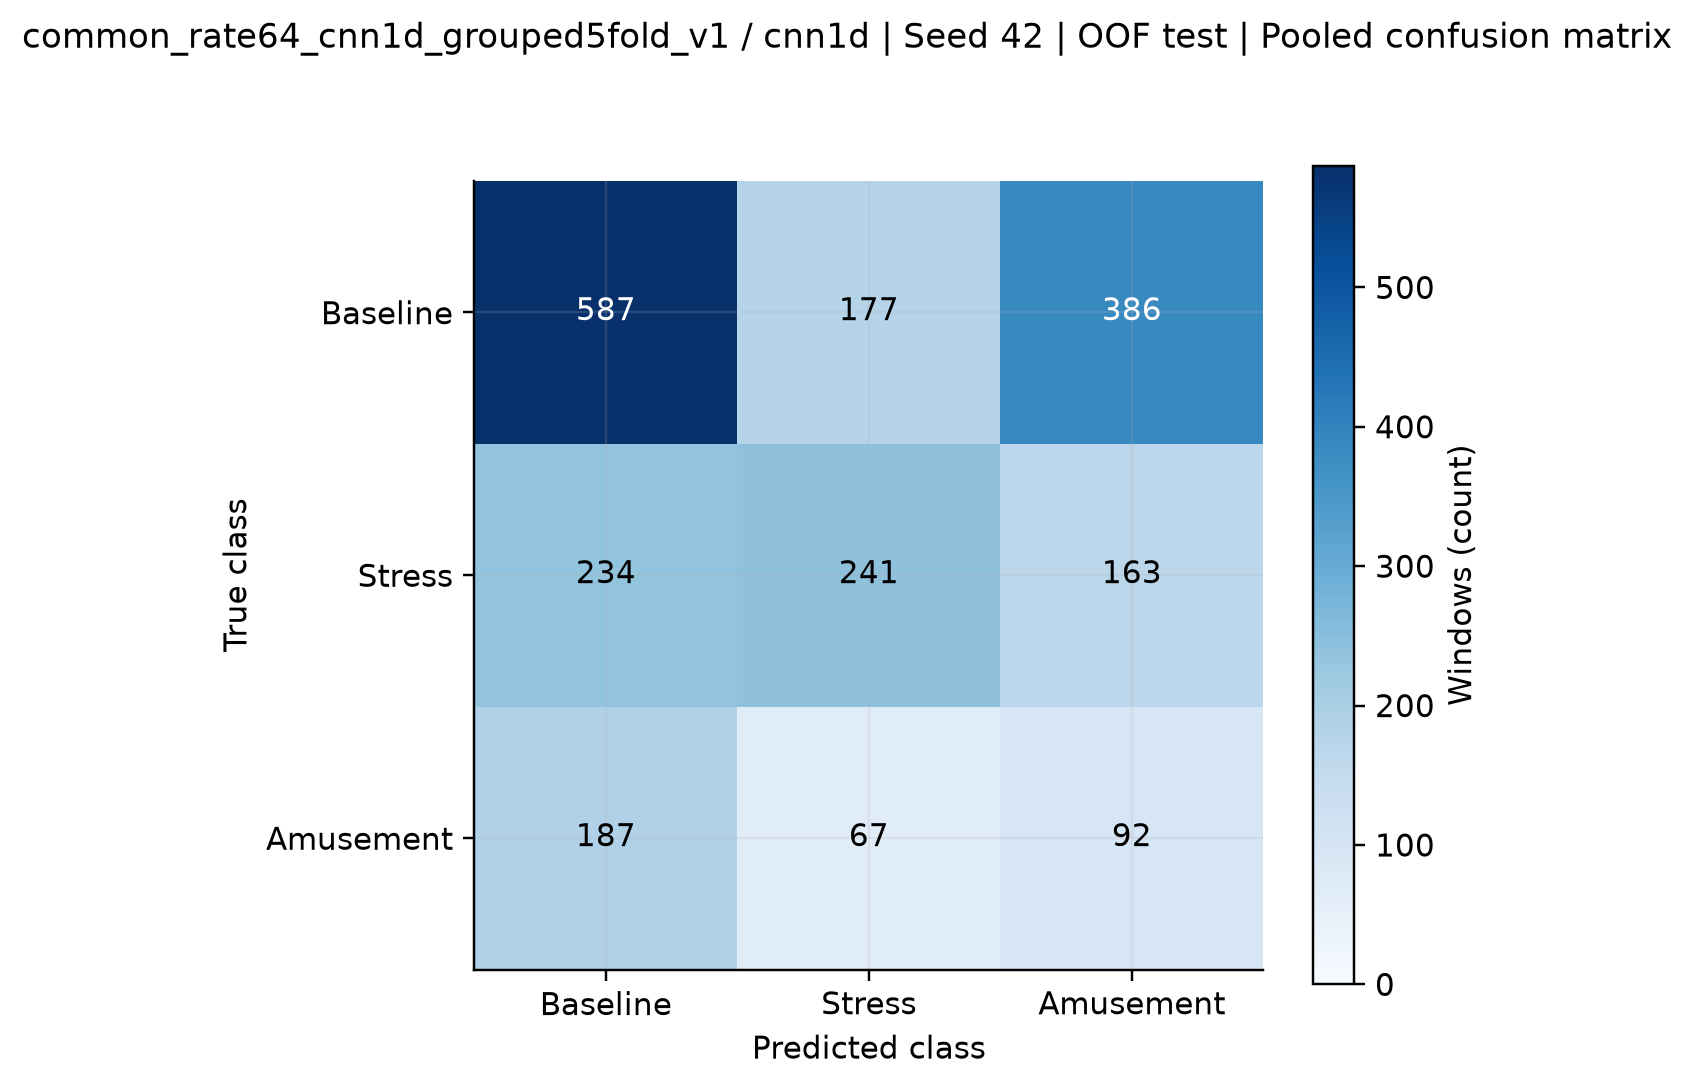 common_rate64_cnn1d_grouped5fold_v1 / cnn1d | Seed 42 | OOF test | Pooled confusion matrix
Baseline 587 177 386
Stress 234 241 163
Amusement 187 67 92
Baseline Stress Amusement
Predicted class
True class
500
400
300
200
100
0
Windows (count)